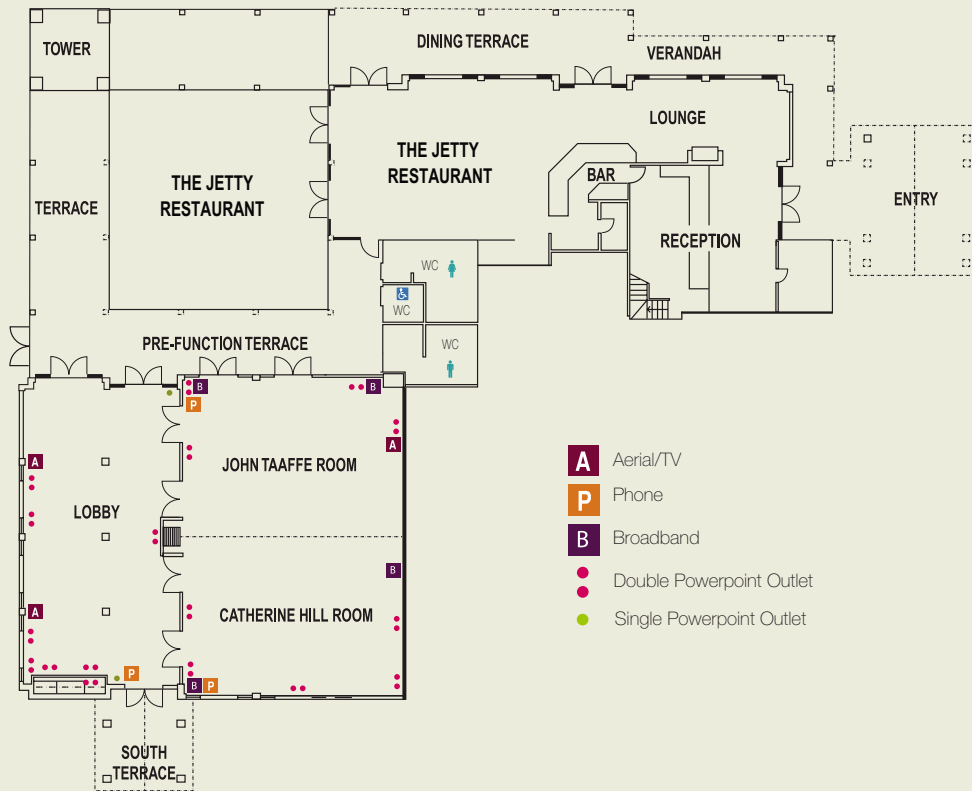 TOWER
DINING TERRACE
VERANDAH
LOUNGE
THE JETTY
RESTAURANT
BAR
THE JETTY
RESTAURANT
TERRACE
ENTRY
RECEPTION
WC
WC
WC
PRE-FUNCTION TERRACE
B
B
P
A
JOHN TAAFFE ROOM
A
LOBBY
B
A
CATHERINE HILL ROOM
P
B
P
SOUTH
TERRACE
A Aerial/TV
P Phone
B Broadband
Double Powerpoint Outlet
Single Powerpoint Outlet